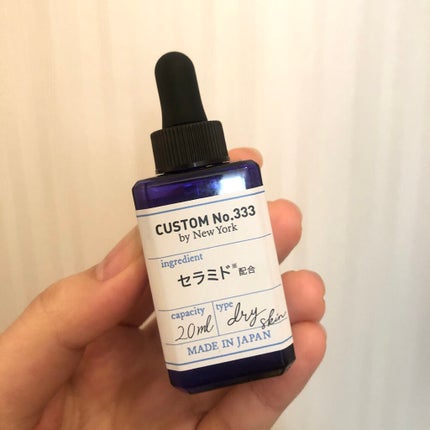 CUSTOM No.333
by New York
ingredient
セラミド※配合
capacity type
20ml dry skin
MADE IN JAPAN